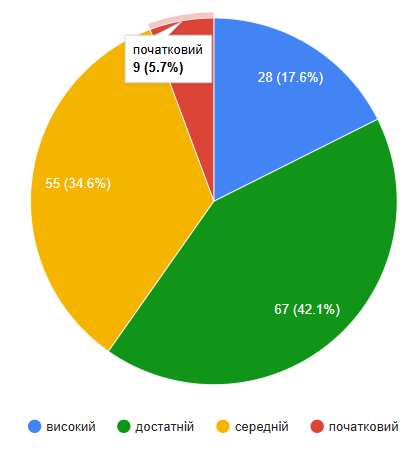 початковий
9 (5.7%)
28 (17.6%)
55 (34.6%)
67 (42.1%)
високий
достатній
середній
початковий